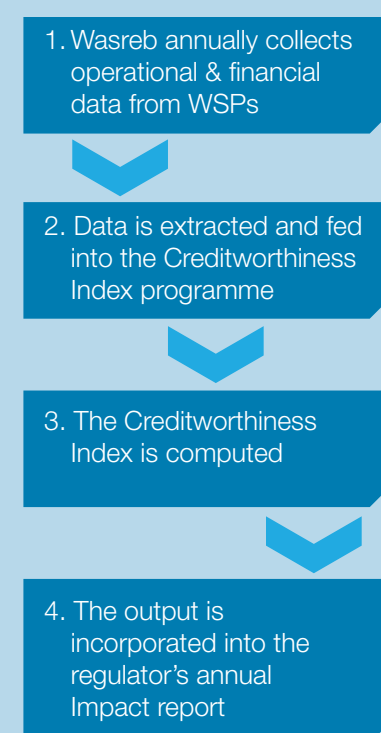 1. Wasreb annually collects
operational & financial
data from WSPs
2. Data is extracted and fed
into the Creditworthiness
Index programme
3. The Creditworthiness
Index is computed
4. The output is
incorporated into the
regulator’s annual
Impact report